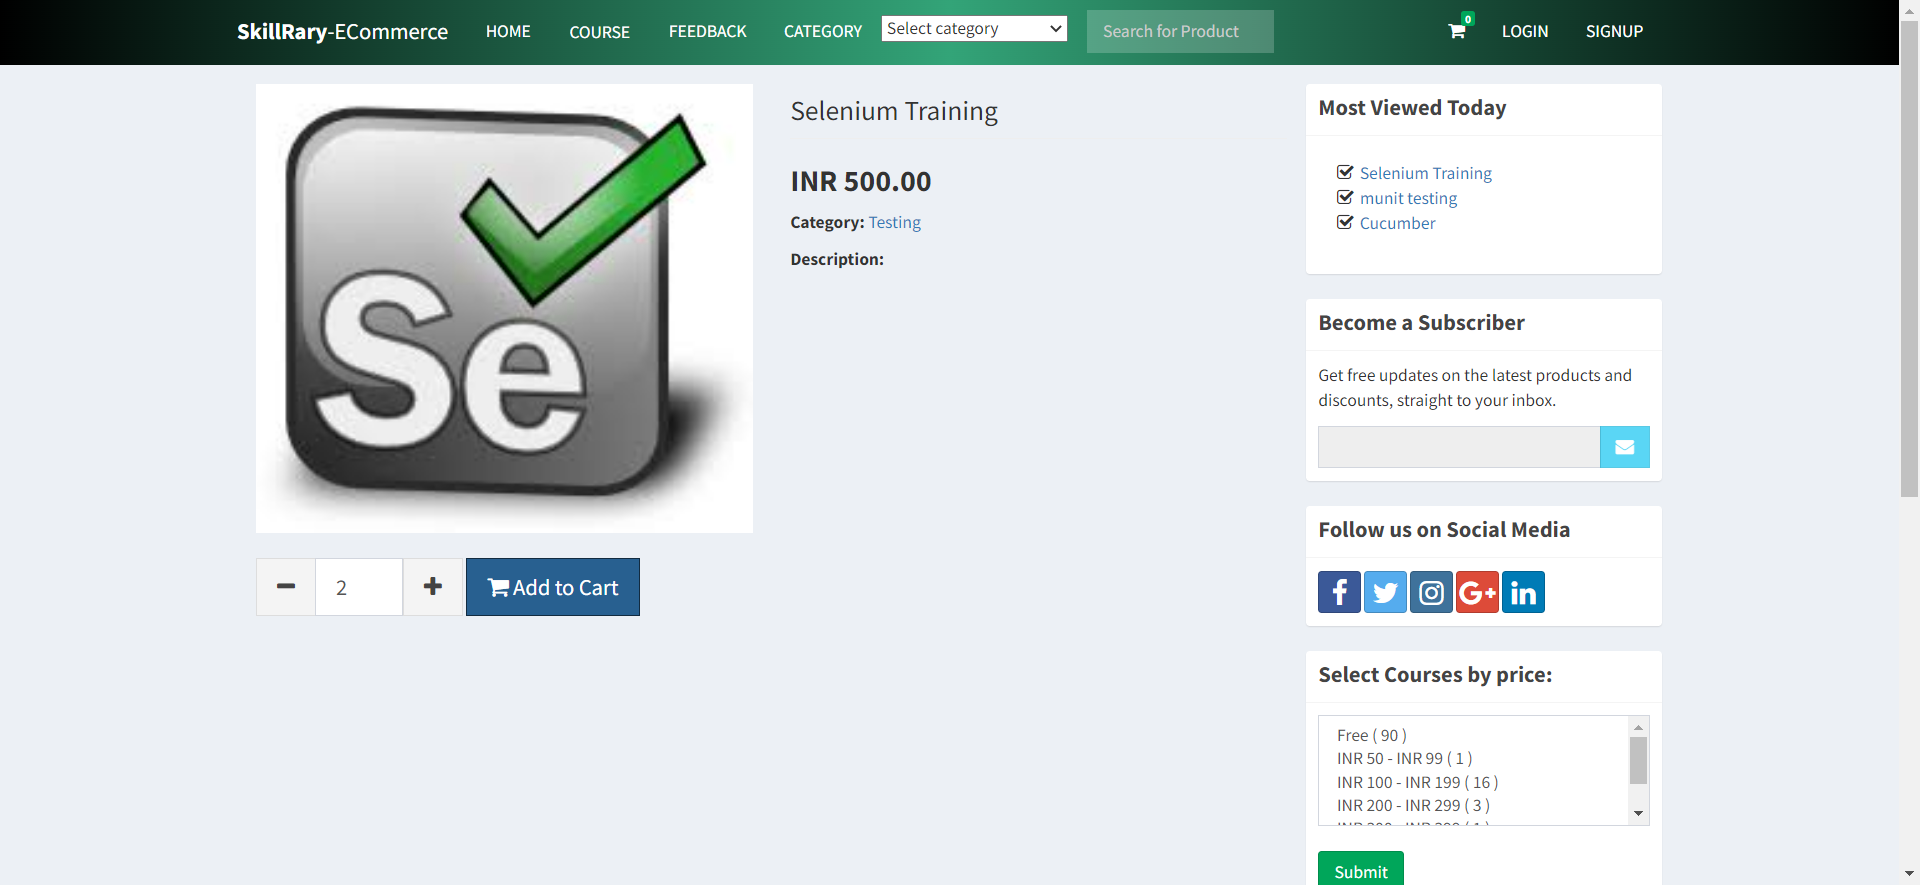 SkillRary-ECommerce HOME COURSE FEEDBACK CATEGORY Select category Search for Product 0 LOGIN SIGNUP
Se
Selenium Training
INR 500.00
Category: Testing
Description:
2 Add to Cart
Most Viewed Today
Selenium Training
munit testing
Cucumber
Become a Subscriber
Get free updates on the latest products and
discounts, straight to your inbox.
Follow us on Social Media
f G+ in
Select Courses by price:
Free ( 90 )
INR 50 - INR 99 ( 1 )
INR 100 - INR 199 ( 16 )
INR 200 - INR 299 ( 3 )
Submit